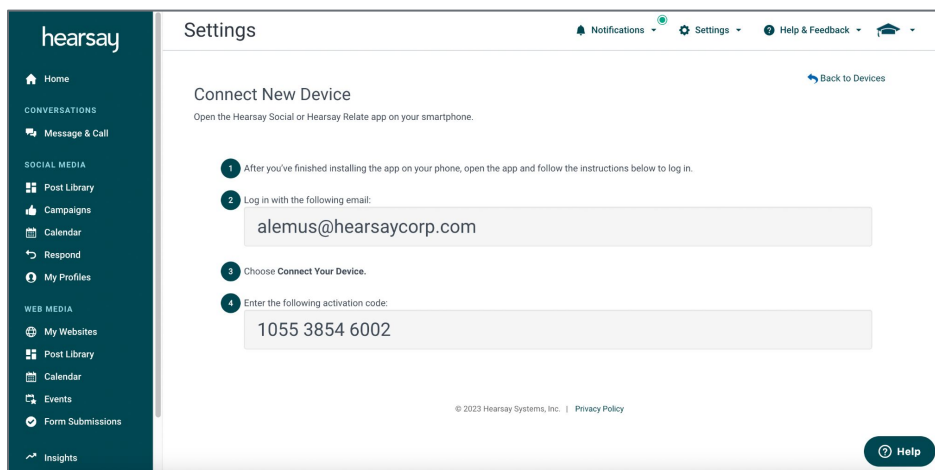 hearsay
Home
CONVERSATIONS
Message & Call
SOCIAL MEDIA
Post Library
Campaigns
Calendar
Respond
My Profiles
WEB MEDIA
My Websites
Post Library
Calendar
Events
Form Submissions
Insights
Settings
Notifications
Settings
Help & Feedback
Back to Devices
Connect New Device
Open the Hearsay Social or Hearsay Relate app on your smartphone.
1 After you've finished installing the app on your phone, open the app and follow the instructions below to log in.
2 Log in with the following email:
alemus@hearsaycorp.com
3 Choose Connect Your Device.
4 Enter the following activation code:
1055 3854 6002
© 2023 Hearsay Systems, Inc. | Privacy Policy
Help